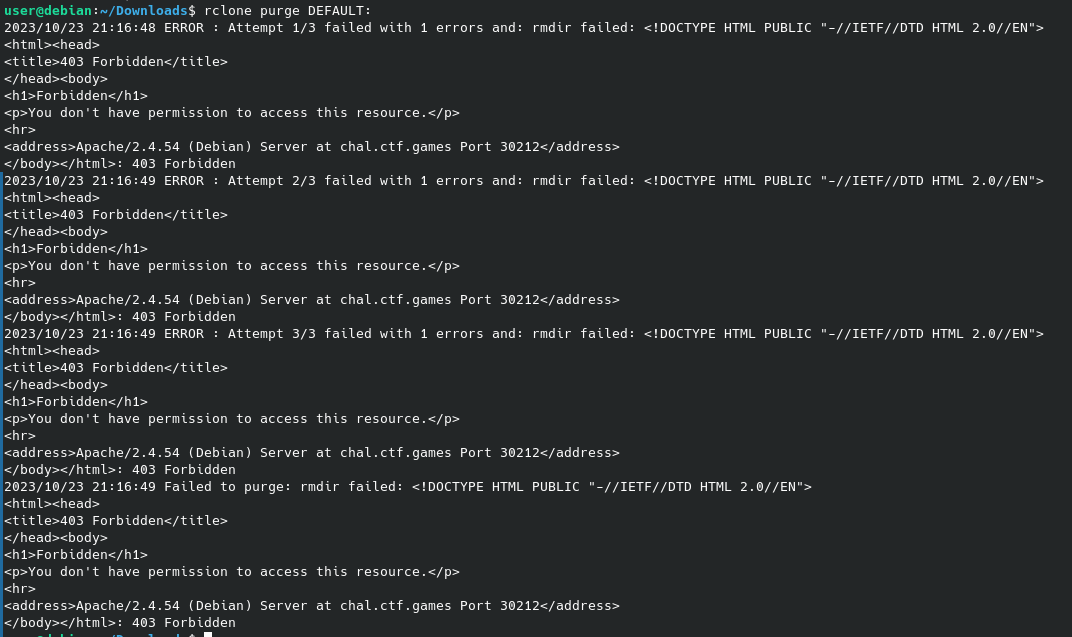 user@debian:~/Downloads$ rclone purge DEFAULT:
2023/10/23 21:16:48 ERROR : Attempt 1/3 failed with 1 errors and: rmdir failed: <!DOCTYPE HTML PUBLIC "-//IETF//DTD HTML 2.0//EN">
<html><head>
<title>403 Forbidden</title>
</head><body>
<h1>Forbidden</h1>
<p>You don't have permission to access this resource.</p>
<hr>
<address>Apache/2.4.54 (Debian) Server at chal.ctf.games Port 30212</address>
</body></html>: 403 Forbidden
2023/10/23 21:16:49 ERROR : Attempt 2/3 failed with 1 errors and: rmdir failed: <!DOCTYPE HTML PUBLIC "-//IETF//DTD HTML 2.0//EN">
<html><head>
<title>403 Forbidden</title>
</head><body>
<h1>Forbidden</h1>
<p>You don't have permission to access this resource.</p>
<hr>
<address>Apache/2.4.54 (Debian) Server at chal.ctf.games Port 30212</address>
</body></html>: 403 Forbidden
2023/10/23 21:16:49 ERROR : Attempt 3/3 failed with 1 errors and: rmdir failed: <!DOCTYPE HTML PUBLIC "-//IETF//DTD HTML 2.0//EN">
<html><head>
<title>403 Forbidden</title>
</head><body>
<h1>Forbidden</h1>
<p>You don't have permission to access this resource.</p>
<hr>
<address>Apache/2.4.54 (Debian) Server at chal.ctf.games Port 30212</address>
</body></html>: 403 Forbidden
2023/10/23 21:16:49 Failed to purge: rmdir failed: <!DOCTYPE HTML PUBLIC "-//IETF//DTD HTML 2.0//EN">
<html><head>
<title>403 Forbidden</title>
</head><body>
<h1>Forbidden</h1>
<p>You don't have permission to access this resource.</p>
<hr>
<address>Apache/2.4.54 (Debian) Server at chal.ctf.games Port 30212</address>
</body></html>: 403 Forbidden